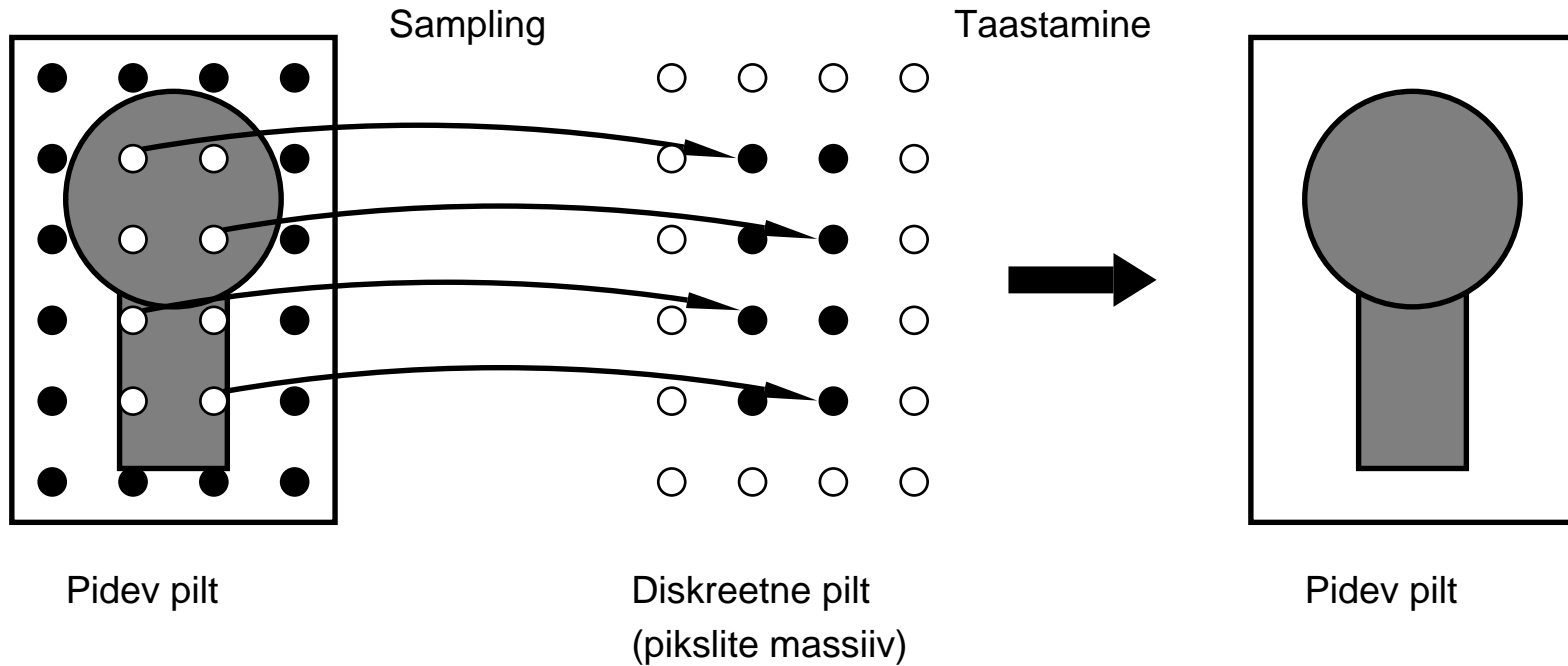 Sampling
Taastamine
Pidev pilt
Diskreetne pilt
(pikslite massiiv)
Pidev pilt